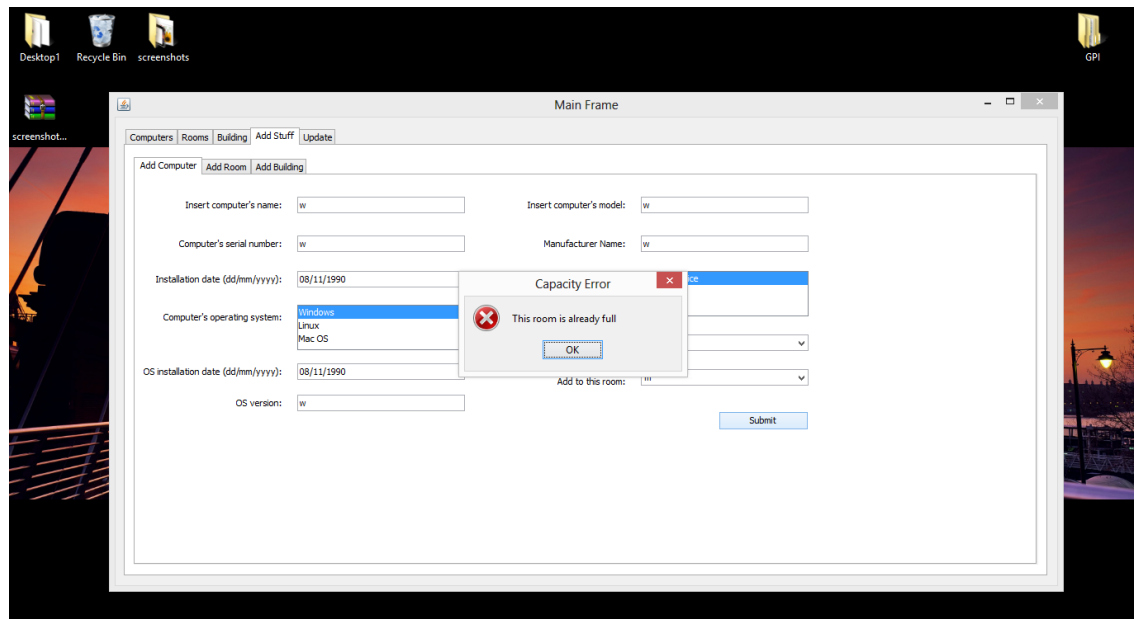 Desktop1
Recycle Bin
screenshots
GPI
screenshot...
Main Frame
Computers Rooms Building Add Stuff Update
Add Computer Add Room Add Building
Insert computer's name: w
Insert computer's model: w
Computer's serial number: w
Manufacturer Name: w
Installation date (dd/mm/yyyy): 08/11/1990
Capacity Error
This room is already full
OK
Computer's operating system:
Windows
Linux
Mac OS
OS installation date (dd/mm/yyyy): 08/11/1990
Add to this room:
OS version: w
Submit